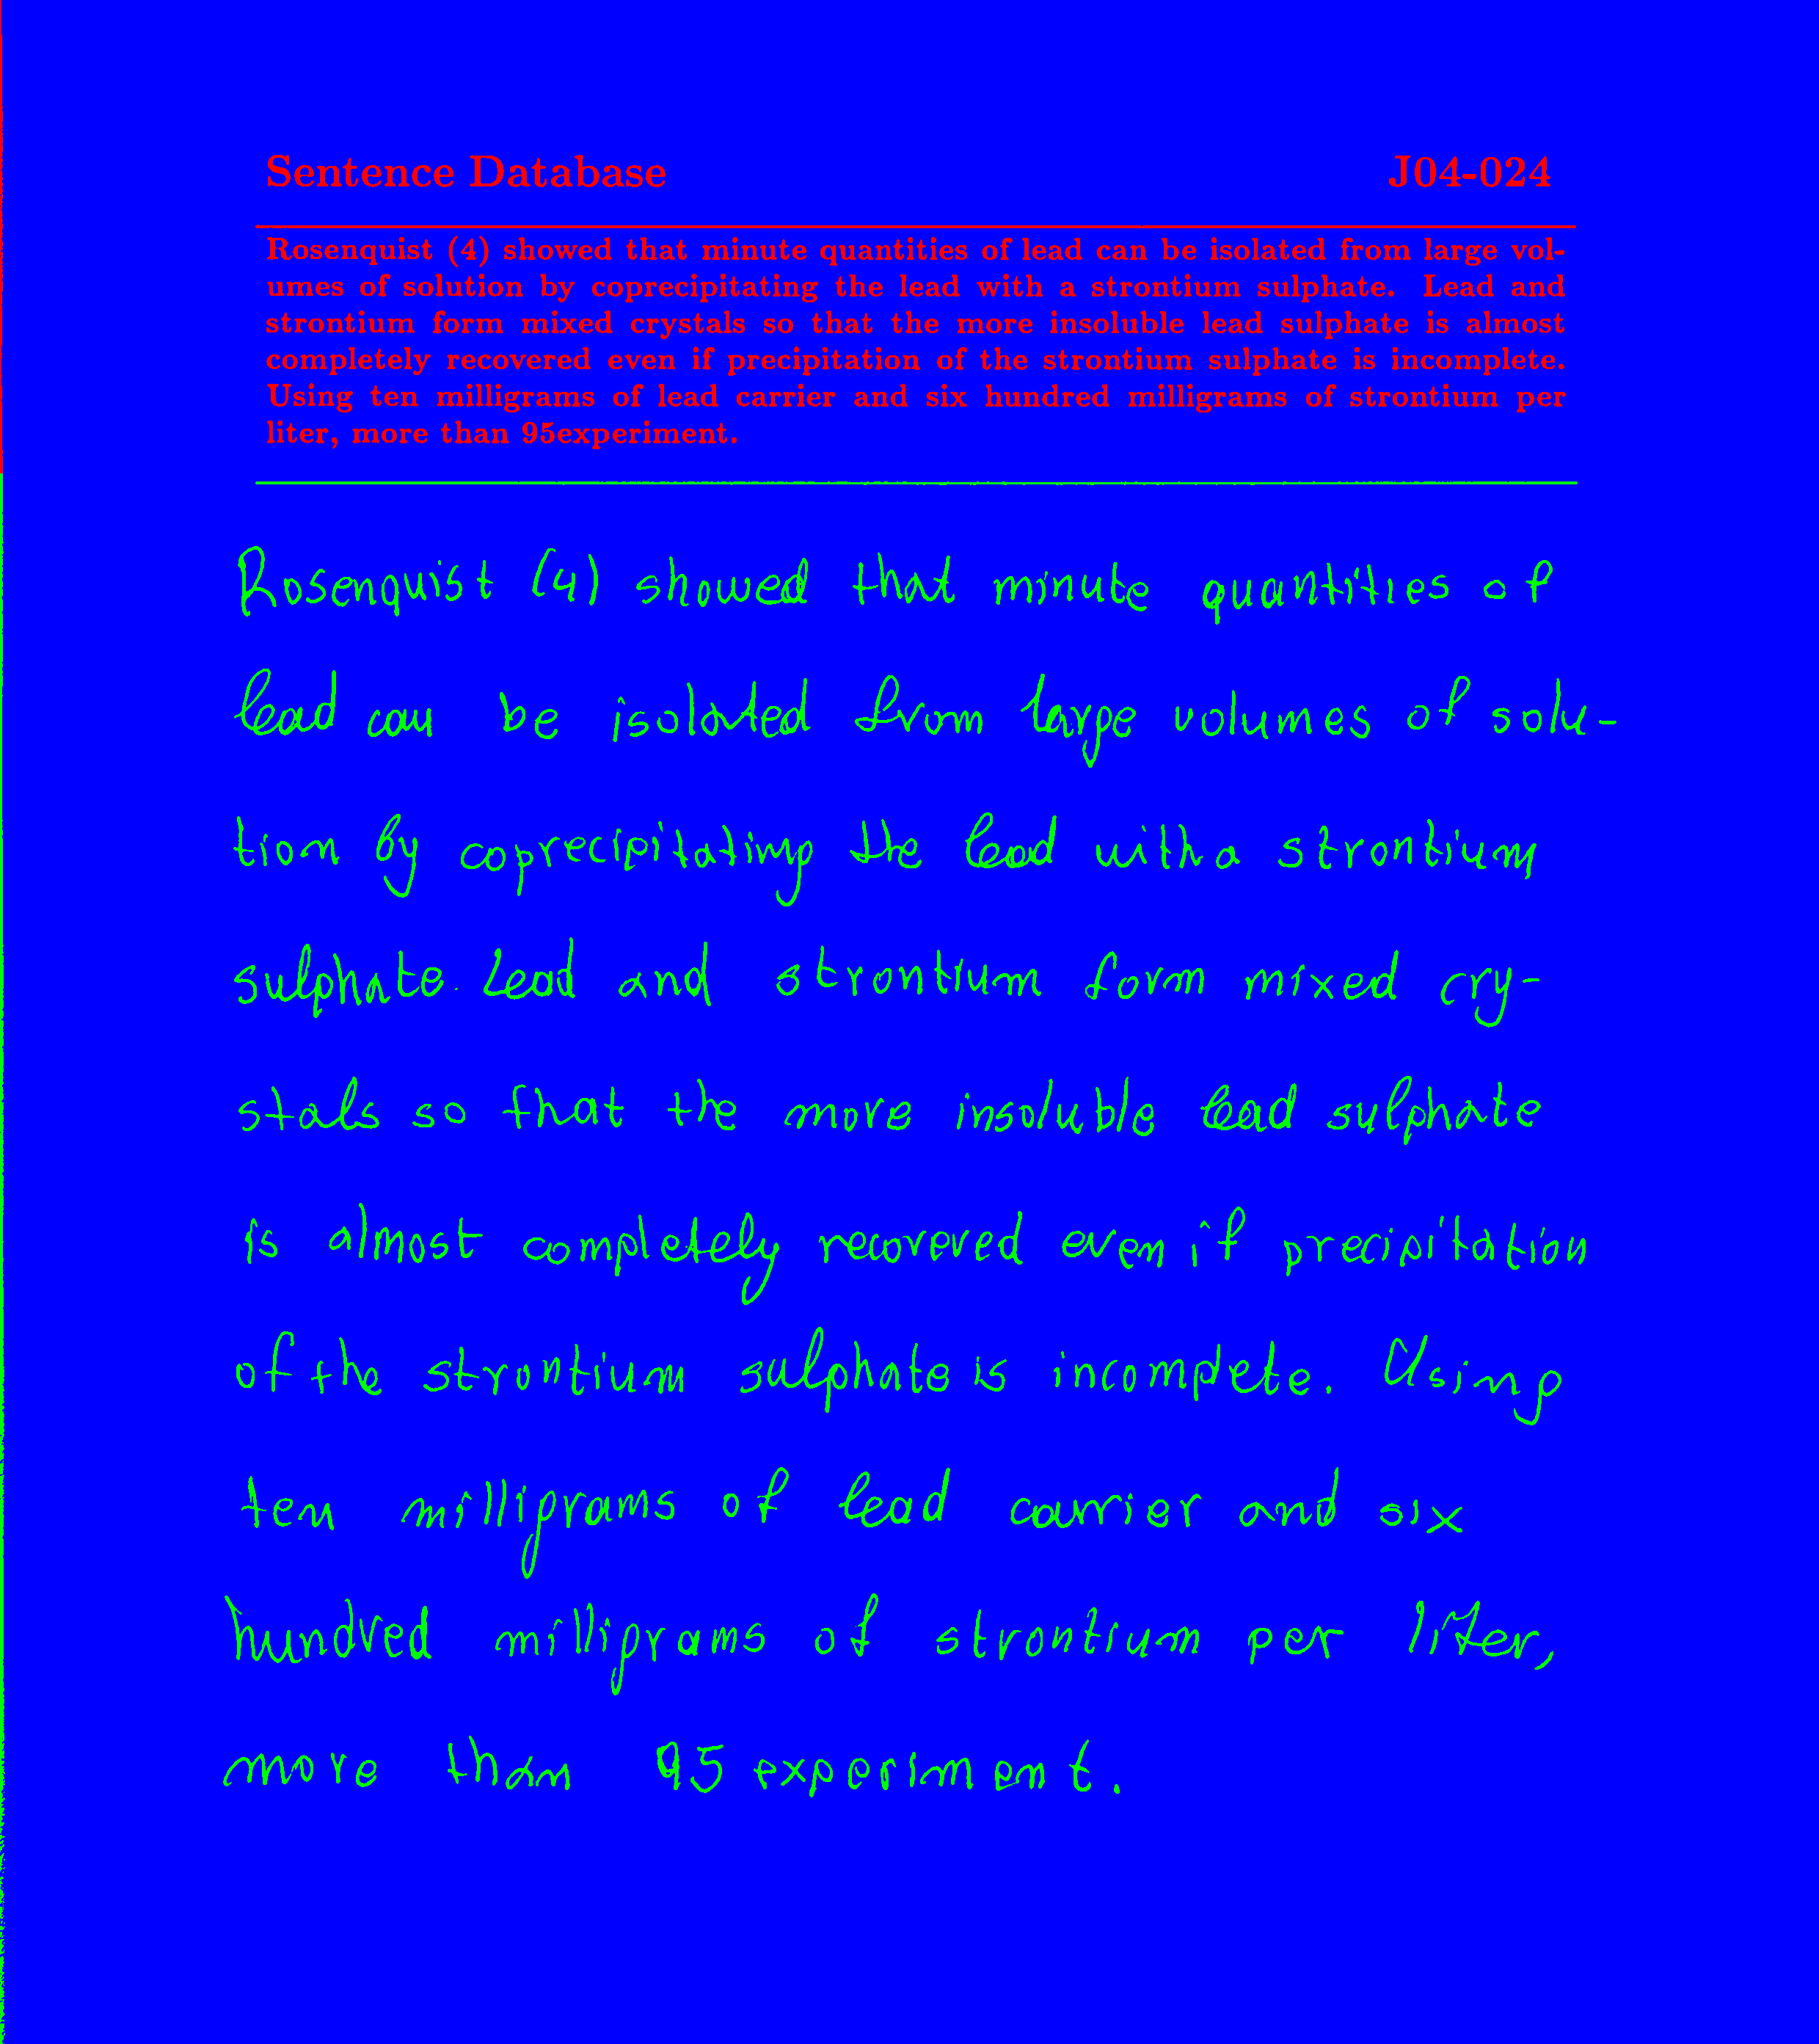 Sentence Database J04-024
Rosenquist (4) showed that minute quantities of lead can be isolated from large vol-
umes of solution by coprecipitating the lead with a strontium sulphate. Lead and
strontium form mixed crystals so that the more insoluble lead sulphate is almost
completely recovered even if precipitation of the strontium sulphate is incomplete.
Using ten milligrams of lead carrier and six hundred milligrams of strontium per
liter, more than 95experiment.
Rosenquist (4) showed that minute quantities of
lead can be isolated from large volumes of solu-
tion by coprecipitating the lead with a strontium
sulphate. Lead and strontium form mixed cry-
stals so that the more insoluble lead sulphate
is almost completely recovered even if precipitation
of the strontium sulphate is incomplete. Using
ten milligrams of lead carrier and six
hundred milligrams of strontium per liter,
more than 95 experiment.